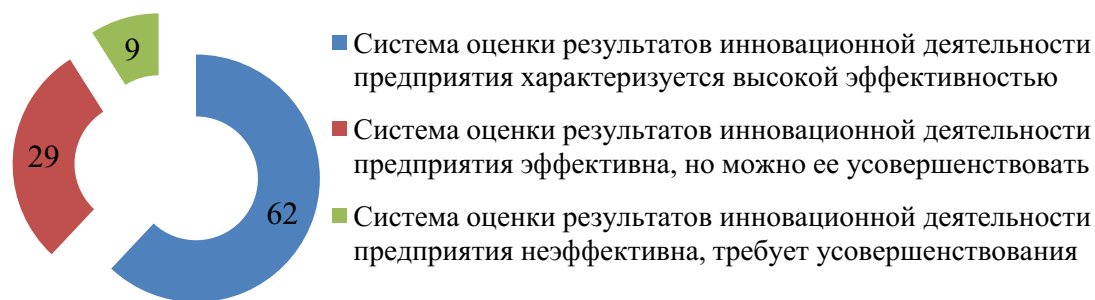 9
29
62
Система оценки результатов инновационной деятельности
предприятия характеризуется высокой эффективностью
Система оценки результатов инновационной деятельности
предприятия эффективна, но можно ее усовершенствовать
Система оценки результатов инновационной деятельности
предприятия неэффективна, требует усовершенствования